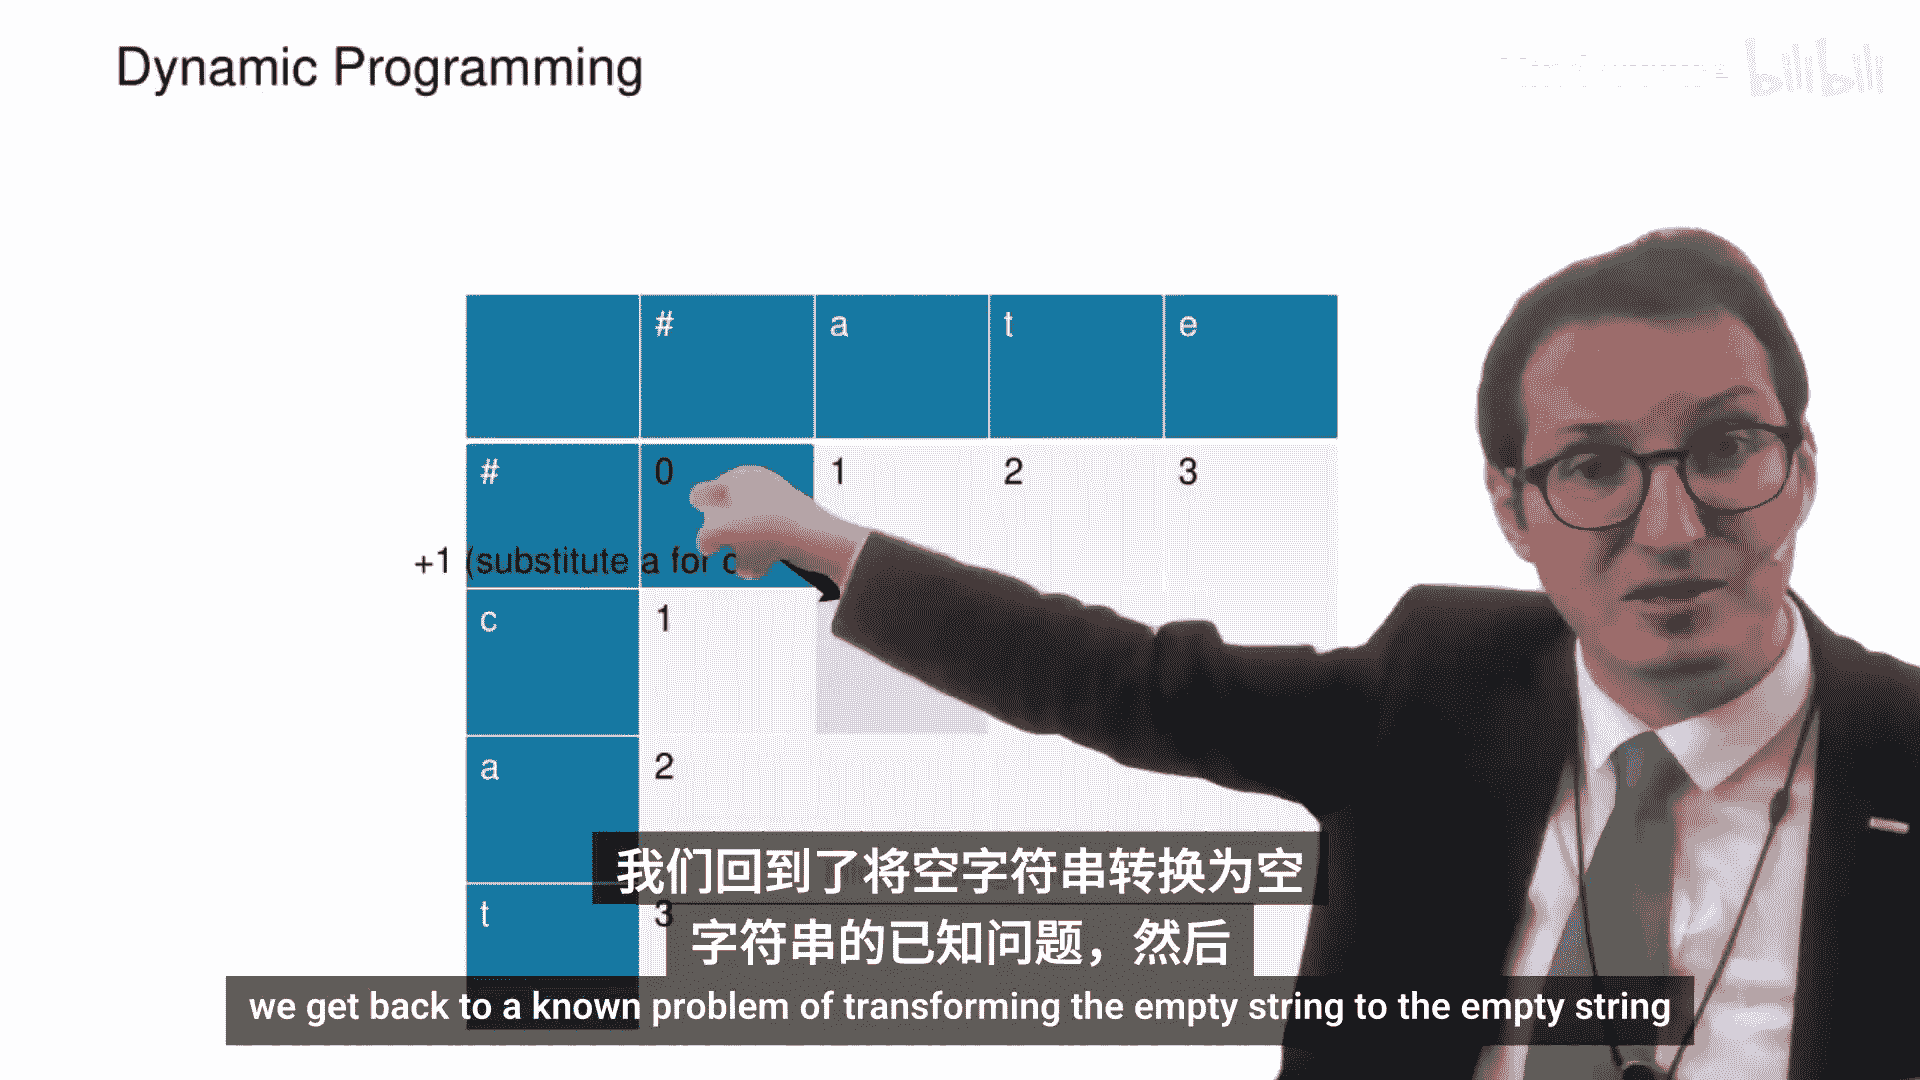 Dynamic Programming
bilibili
# a t e
# 0 1 2 3
+1 (substitute a for c
c 1
a 2
t 3
我们回到了将空字符串转换为空
字符串的已知问题，然后
we get back to a known problem of transforming the empty string to the empty string